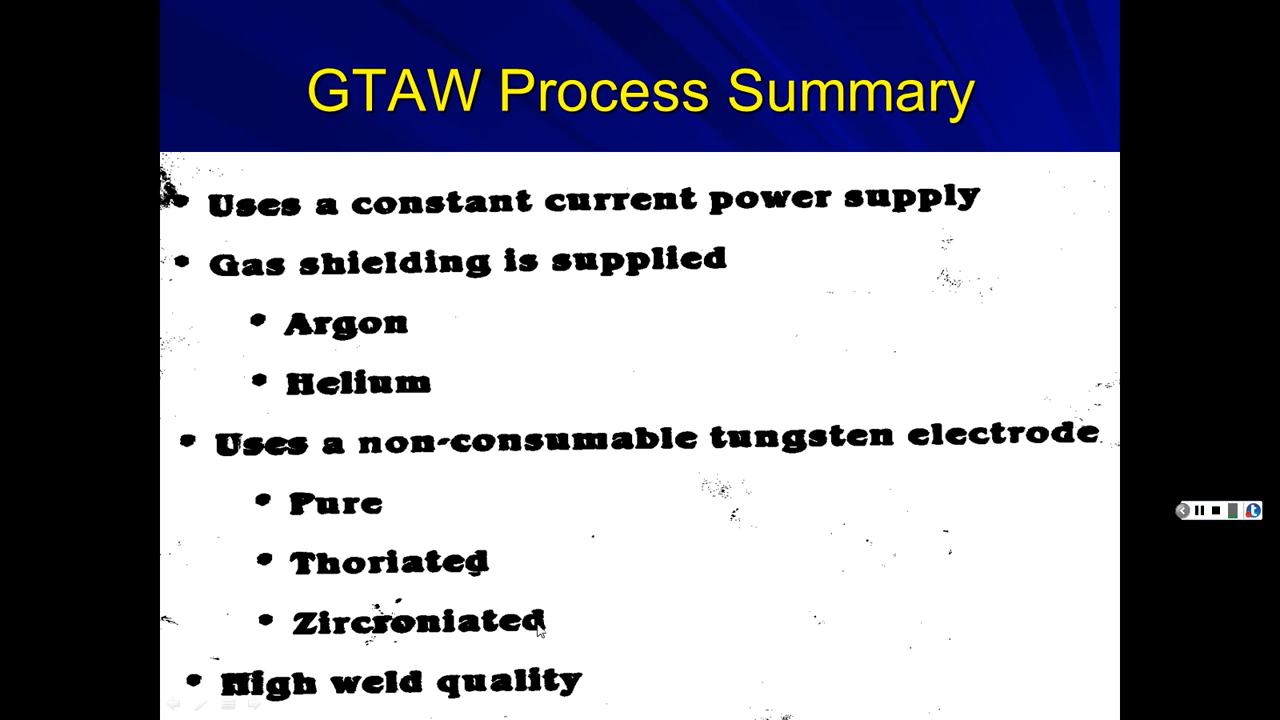 GTAW Process Summary
• Uses a constant current power supply
• Gas shielding is supplied
• Argon
• Helium
• Uses a non-consumable tungsten electrode
• Pure
• Thoriated
• Zircroniated
• High weld quality